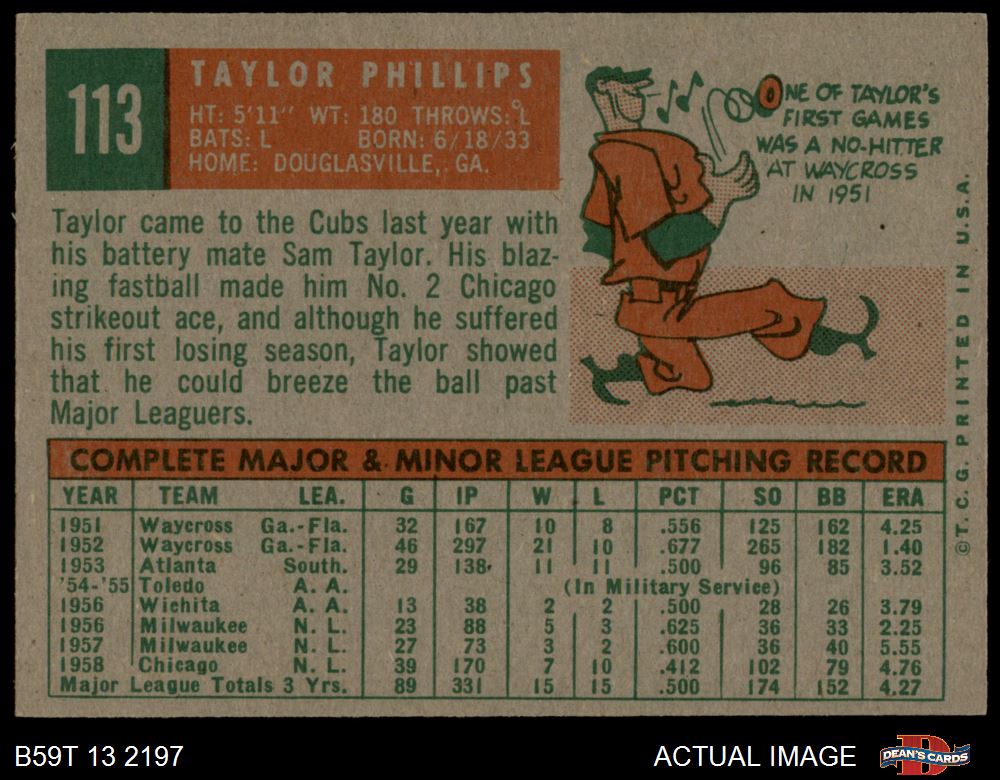 113
TAYLOR PHILLIPS
HT: 5'11" WT: 180 THROWS: L
BATS: L BORN: 6/18/33
HOME: DOUGLASVILLE, GA.
ONE OF TAYLOR'S
FIRST GAMES
WAS A NO-HITTER
AT WAYCROSS
IN 1951
Taylor came to the Cubs last year with
his battery mate Sam Taylor. His blaz-
ing fastball made him No. 2 Chicago
strikeout ace, and although he suffered
his first losing season, Taylor showed
that he could breeze the ball past
Major Leaguers.
COMPLETE MAJOR & MINOR LEAGUE PITCHING RECORD
YEAR TEAM LEA. G IP W L PCT SO BB ERA
1951 Waycross Ga.-Fla. 32 167 10 8 .556 125 162 4.25
1952 Waycross Ga.-Fla. 46 297 21 10 .677 265 182 1.40
1953 Atlanta South. 29 138 11 11 .500 96 85 3.52
'54-'55 Toledo A. A. (In Military Service)
1956 Wichita A. A. 13 38 2 2 .500 28 26 3.79
1956 Milwaukee N. L. 23 88 5 3 .625 36 33 2.25
1957 Milwaukee N. L. 27 73 3 2 .600 36 40 5.55
1958 Chicago N. L. 39 170 7 10 .412 102 79 4.76
Major League Totals 3 Yrs. 89 331 15 15 .500 174 152 4.27
©T. C. G. PRINTED IN U.S.A.
B59T 13 2197
ACTUAL IMAGE
DEAN'S CARDS